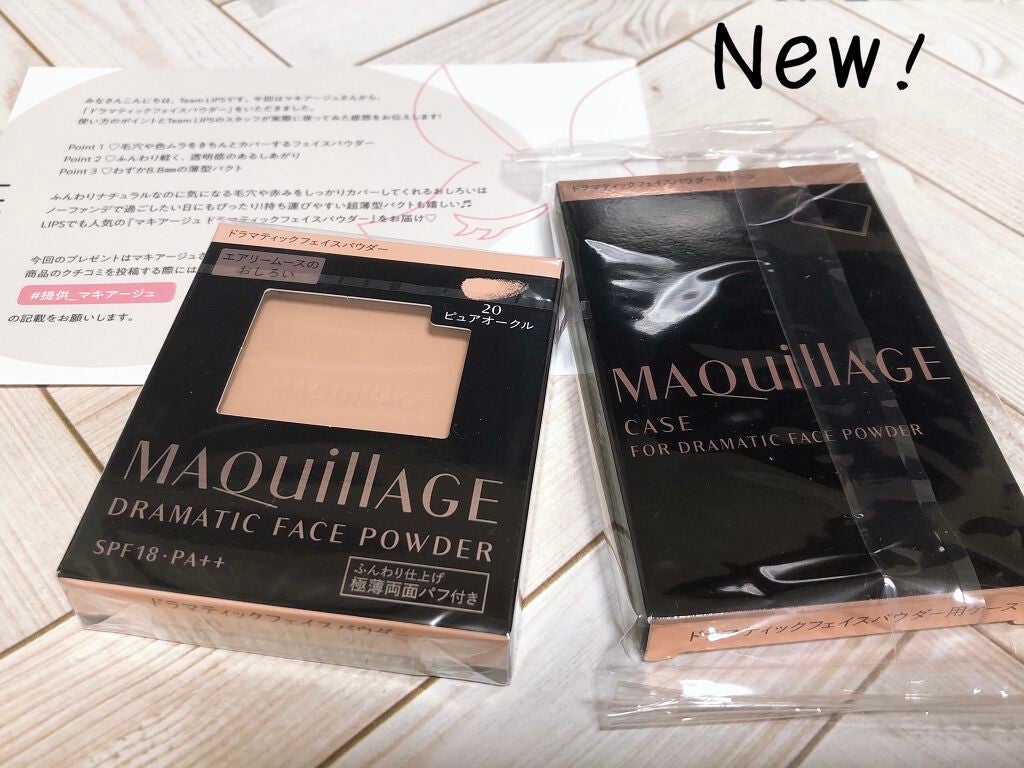 New!
みなさんこんにちは、Team LIPSです。今回はマキアージュさんから、
「ドラマティックフェイスパウダー」をいただきました。
使い方のポイントとTeam LIPSのスタッフが実際に使ってみた感想をお伝えします!
Point 1 ♡毛穴や色ムラをきちんとカバーするフェイスパウダー
Point 2 ♡ふんわり軽く、透明感のあるしあがり
Point 3 ♡わずか8.8mmの薄型パクト
ふんわりナチュラルなのに気になる毛穴や赤みをしっかりカバーしてくれるおしろいは
ノーファンデで過ごしたい日にもぴったり!持ち運びやすい超薄型パクトも嬉しい♬
LIPSでも人気の「マキアージュ ドラマティックフェイスパウダー」をお届け♡
今回のプレゼントはマキアージュさ
商品のクチコミを投稿する際には
#提供_マキアージュ
の記載をお願いします。
ドラマティックフェイスパウダー
エアリームースの
おしろい
20
ピュアオークル
MAQuillAGE
MAQuillAGE
DRAMATIC FACE POWDER
SPF18・PA++
ふんわり仕上げ
極薄両面パフ付き
ドラマティックフェイスパウダー
ドラマティックフェイスパウダー用ケース
MAQuillAGE
CASE
FOR DRAMATIC FACE POWDER
ドラマティックフェイスパウダー用ケース